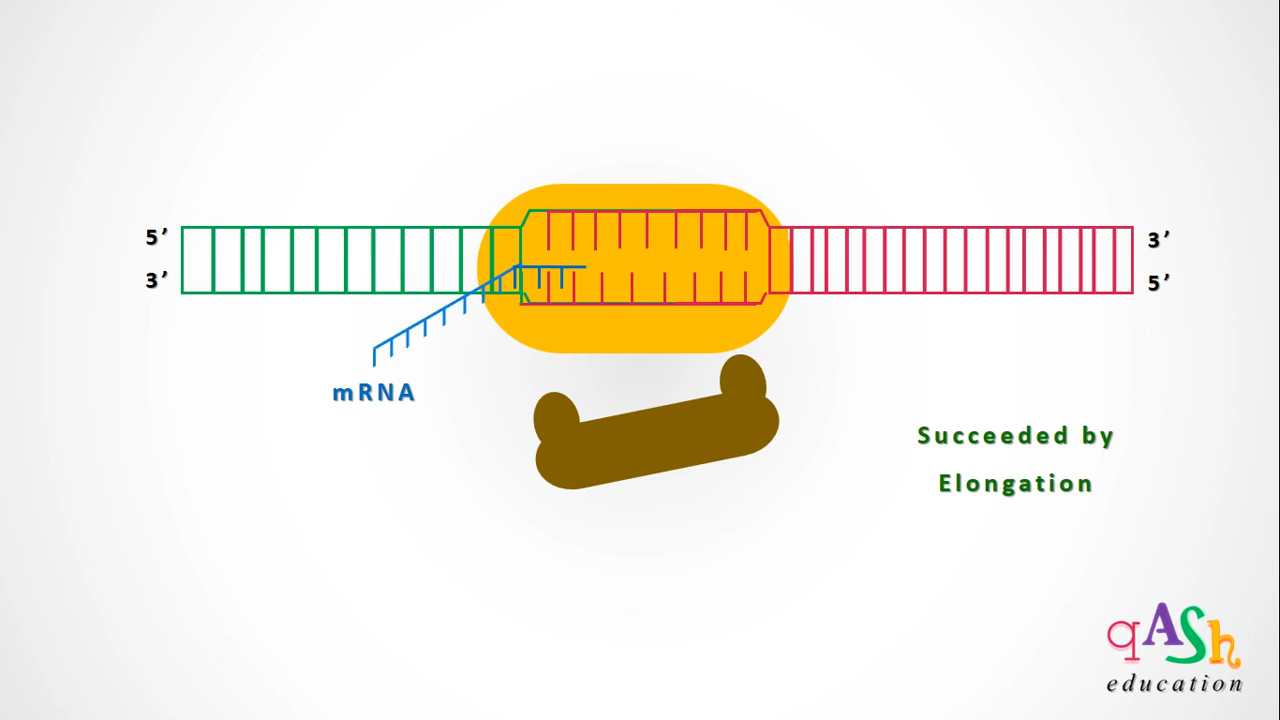 5’
3’
3’
5’
mRNA
Succeeded by
Elongation
qAsh
education